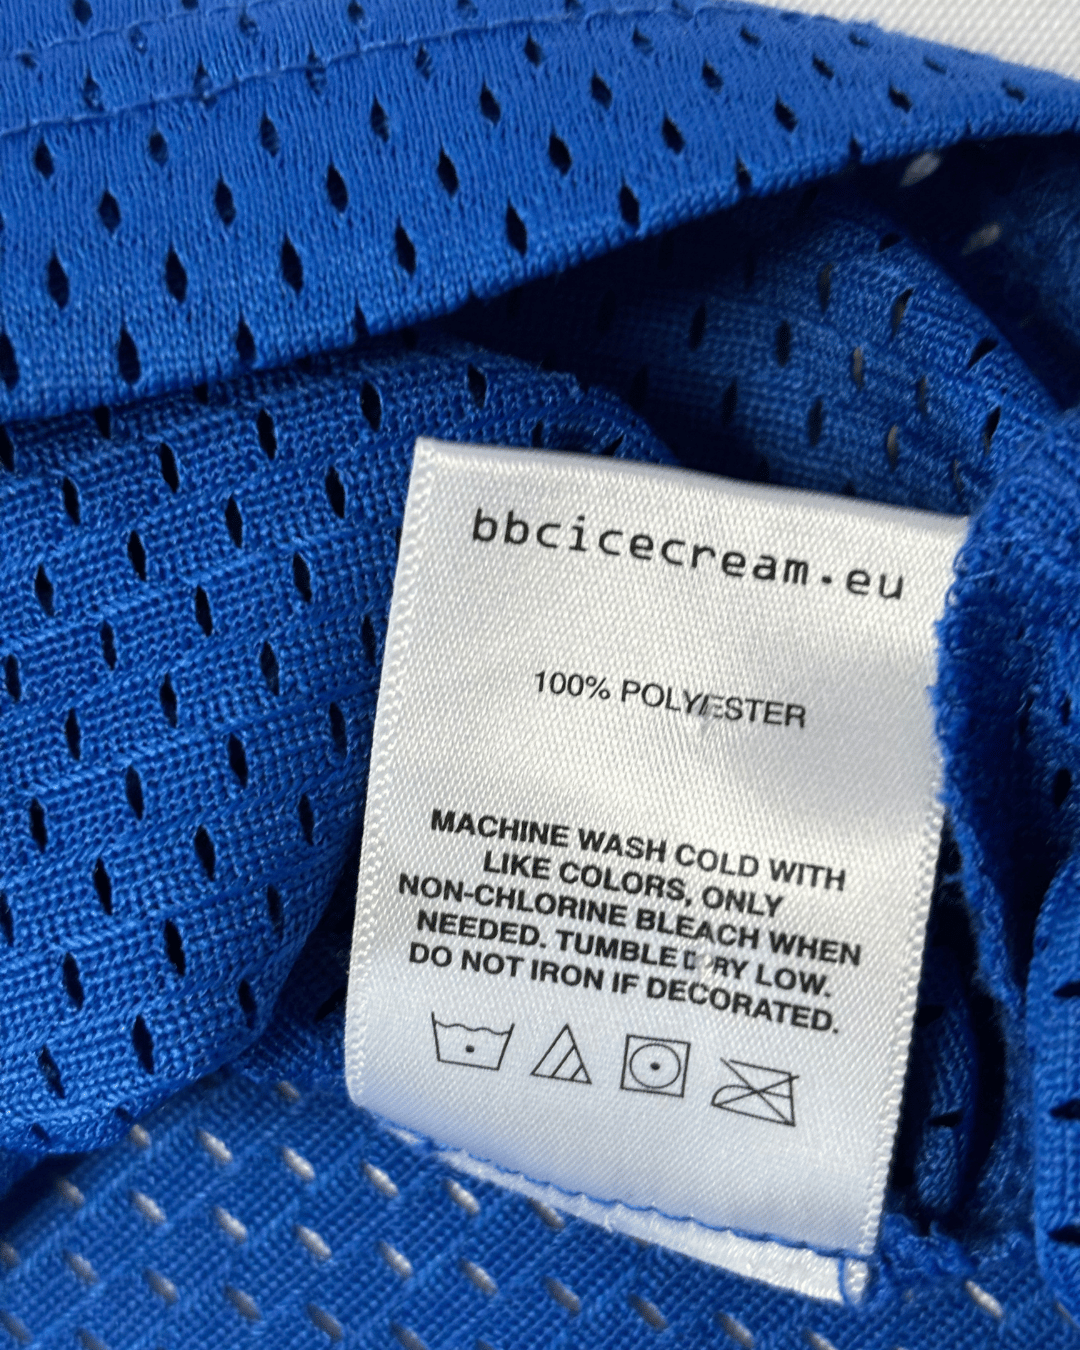 bbcicecream.eu
100% POLYESTER
MACHINE WASH COLD WITH
LIKE COLORS, ONLY
NON-CHLORINE BLEACH WHEN
NEEDED. TUMBLE DRY LOW.
DO NOT IRON IF DECORATED.